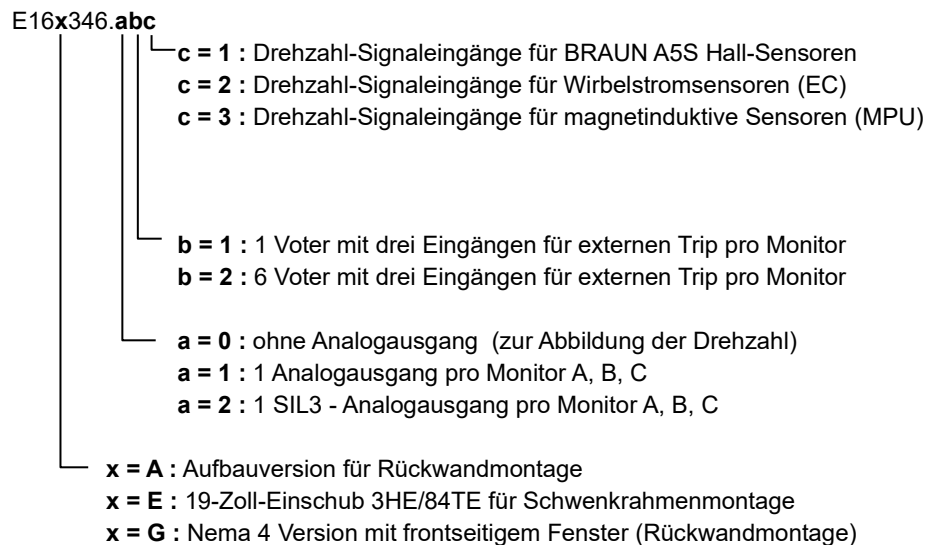 E16x346.abc
c = 1 : Drehzahl-Signaleingänge für BRAUN A5S Hall-Sensoren
c = 2 : Drehzahl-Signaleingänge für Wirbelstromsensoren (EC)
c = 3 : Drehzahl-Signaleingänge für magnetinduktive Sensoren (MPU)
b = 1 : 1 Voter mit drei Eingängen für externen Trip pro Monitor
b = 2 : 6 Voter mit drei Eingängen für externen Trip pro Monitor
a = 0 : ohne Analogausgang (zur Abbildung der Drehzahl)
a = 1 : 1 Analogausgang pro Monitor A, B, C
a = 2 : 1 SIL3 - Analogausgang pro Monitor A, B, C
x = A : Aufbauversion für Rückwandmontage
x = E : 19-Zoll-Einschub 3HE/84TE für Schwenkrahmenmontage
x = G : Nema 4 Version mit frontseitigem Fenster (Rückwandmontage)